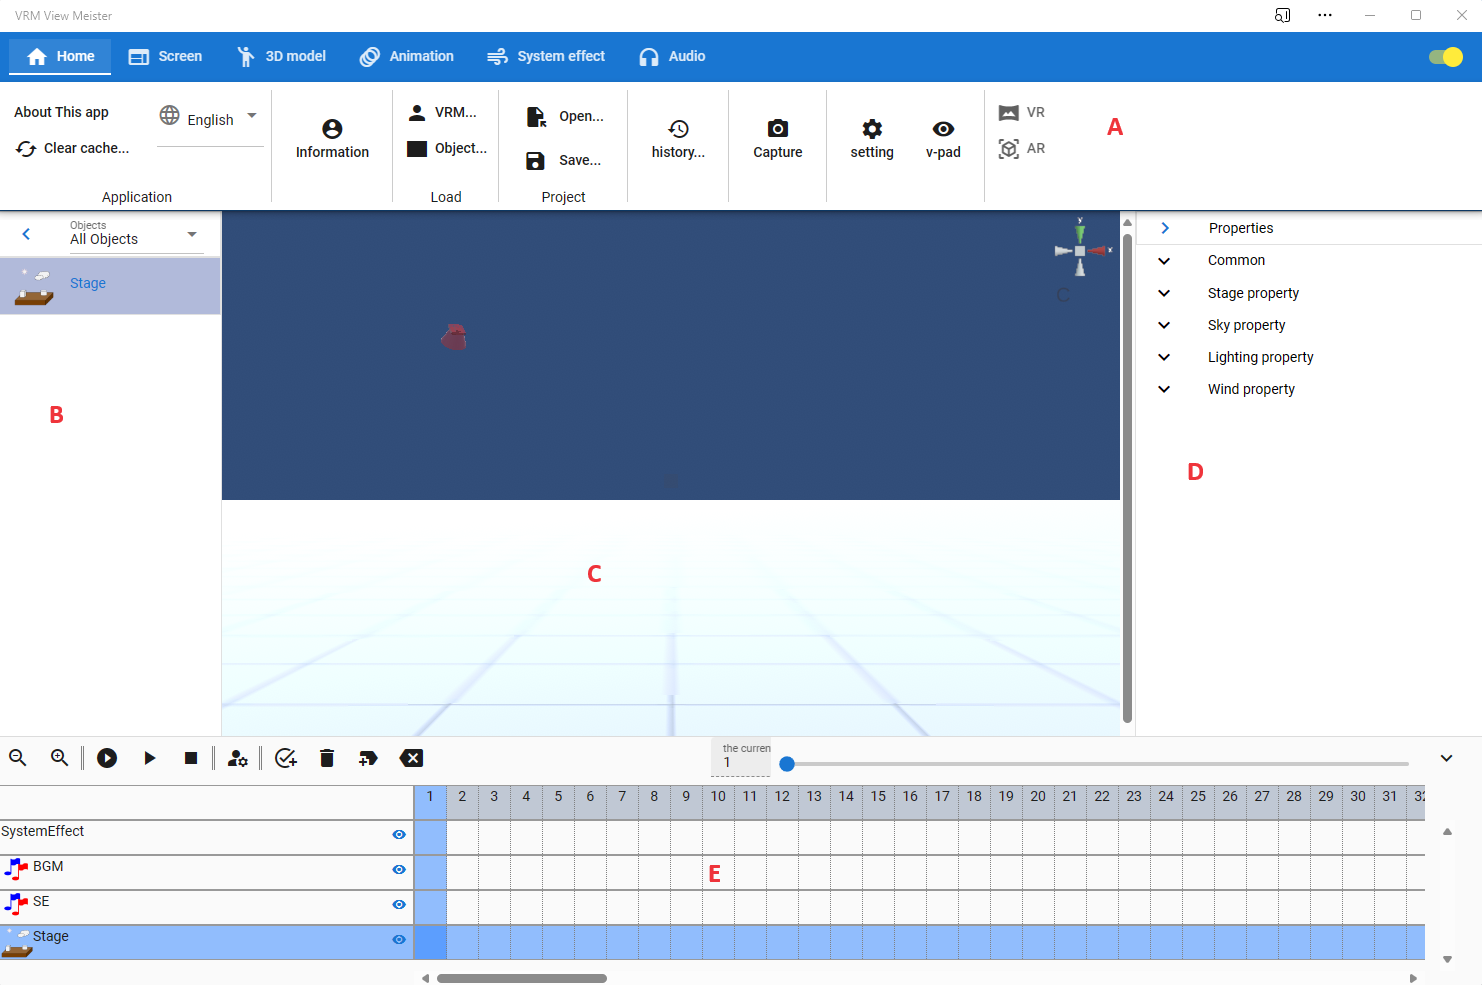 VRM View Meister
Home Screen 3D model Animation System effect Audio
About This app
English
Clear cache...
Application
Information
VRM...
Object...
Load
Open...
Save...
Project
history...
Capture
setting
v-pad
VR
AR
A
Objects
All Objects
Stage
B
y
x
C
C
Properties
Common
Stage property
Sky property
Lighting property
Wind property
D
the curren
1
1 2 3 4 5 6 7 8 9 10 11 12 13 14 15 16 17 18 19 20 21 22 23 24 25 26 27 28 29 30 31 32
SystemEffect
BGM
E
SE
Stage